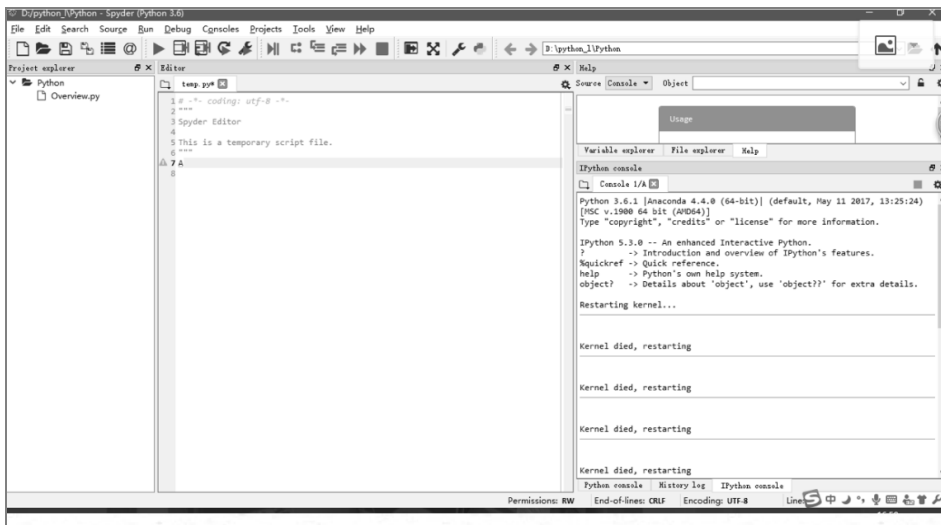 D:/python_l\Python - Spyder (Python 3.6)
File Edit Search Source Run Debug Consoles Projects Tools View Help
D:\python_l\Python
Project explorer
Python
Overview.py
Editor
temp.py*
1 # -*- coding: utf-8 -*-
2 """
3 Spyder Editor
4
5 This is a temporary script file.
6 """
7 A
8
Help
Source Console Object
Usage
Variable explorer File explorer Help
IPython console
Console 1/A
Python 3.6.1 |Anaconda 4.4.0 (64-bit)| (default, May 11 2017, 13:25:24)
[MSC v.1900 64 bit (AMD64)]
Type "copyright", "credits" or "license" for more information.
IPython 5.3.0 -- An enhanced Interactive Python.
? -> Introduction and overview of IPython's features.
%quickref -> Quick reference.
help -> Python's own help system.
object? -> Details about 'object', use 'object??' for extra details.
Restarting kernel...
Kernel died, restarting
Kernel died, restarting
Kernel died, restarting
Kernel died, restarting
Python console History log IPython console
Permissions: RW End-of-lines: CRLF Encoding: UTF-8 Line
中